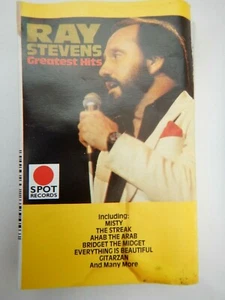 RAY
STEVENS
Greatest Hits
SPOT
RECORDS
Including:
MISTY
THE STREAK
AHAB THE ARAB
BRIDGET THE MIDGET
EVERYTHING IS BEAUTIFUL
GITARZAN
And Many More